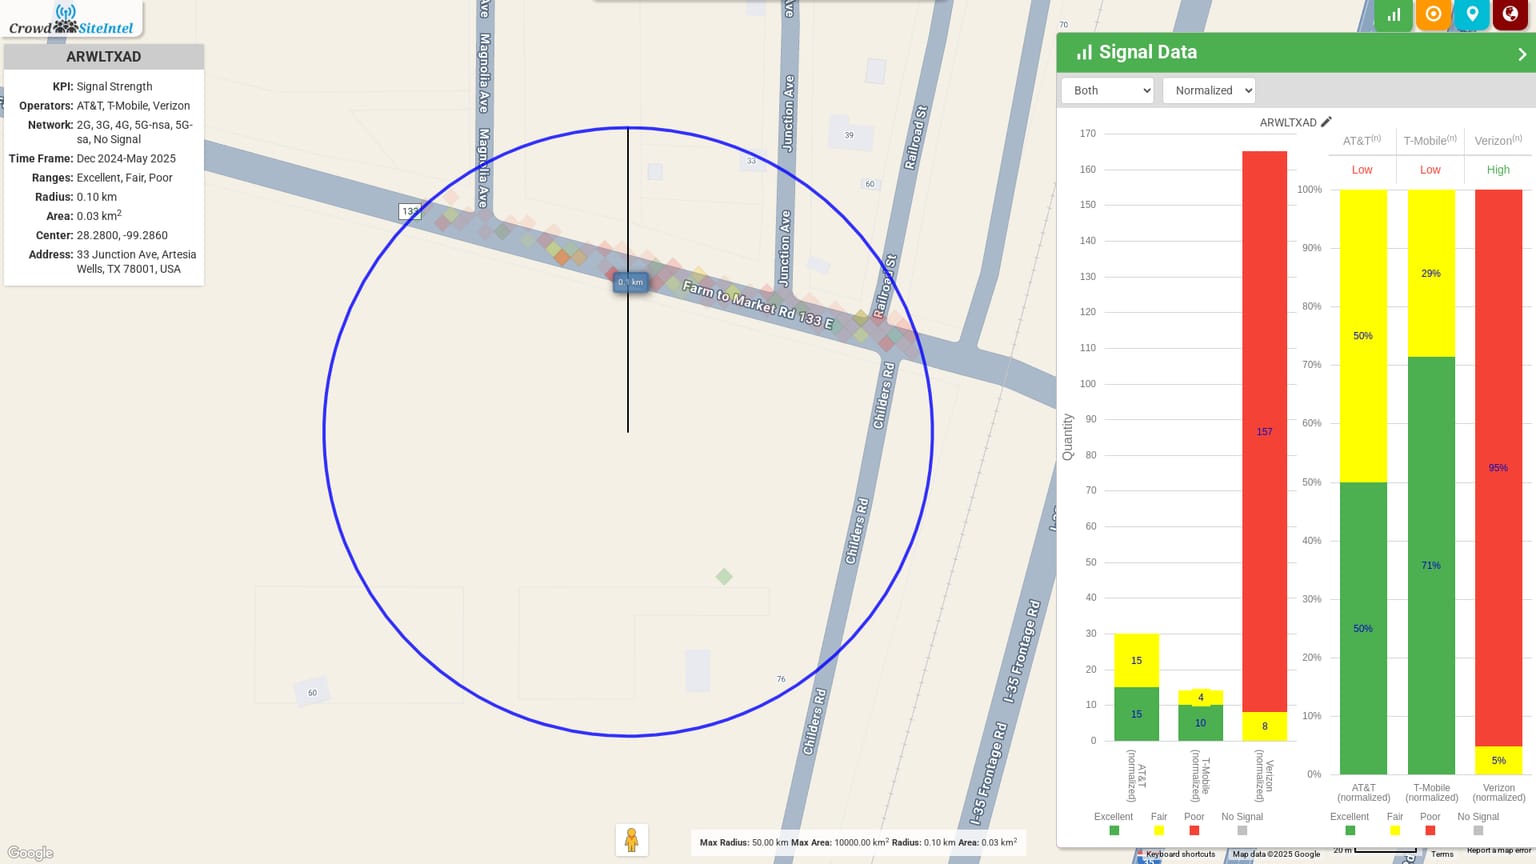 Crowd SiteIntel
ARWLTXAD
KPI: Signal Strength
Operators: AT&T, T-Mobile, Verizon
Network: 2G, 3G, 4G, 5G-nsa, 5G-
sa, No Signal
Time Frame: Dec 2024-May 2025
Ranges: Excellent, Fair, Poor
Radius: 0.10 km
Area: 0.03 km²
Center: 28.2800, -99.2860
Address: 33 Junction Ave, Artesia
Wells, TX 78001, USA
Ave
Magnolia Ave
Magnolia Ave
Ave
Junction Ave
Junction Ave
Railroad St
Railroad St
70
39
33
60
133
0.1 km
Farm to Market Rd 133 E
Childers Rd
Childers Rd
Childers Rd
I-35 Frontage Rd
I-35 Frontage Rd
60
76
Google
Max Radius: 50.00 km Max Area: 10000.00 km² Radius: 0.10 km Area: 0.03 km²
Signal Data
Both
Normalized
ARWLTXAD
Quantity
170
160
150
140
130
120
110
100
90
80
70
60
50
40
30
20
10
0
15
15
4
10
157
8
AT&T
(normalized)
T-Mobile
(normalized)
Verizon
(normalized)
Excellent Fair Poor No Signal
AT&T(n) T-Mobile(n) Verizon(n)
Low Low High
100%
90%
80%
70%
60%
50%
40%
30%
20%
10%
0%
50%
50%
29%
71%
95%
5%
AT&T
(normalized)
T-Mobile
(normalized)
Verizon
(normalized)
Excellent Fair Poor No Signal
Keyboard shortcuts Map data ©2025 Google 20 m Terms Report a map error